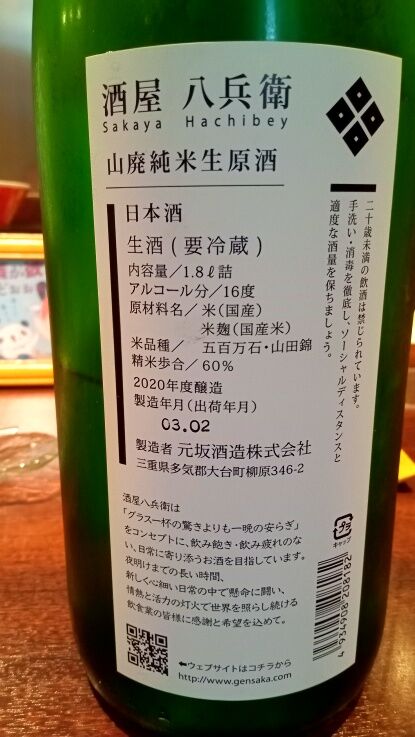 酒屋 八兵衛
Sakaya Hachibey
山廃純米生原酒
日本酒
生酒(要冷蔵)
内容量／1.8ℓ詰
アルコール分／16度
原材料名／ 米(国産)
米麹(国産米)
米品種／ 五百万石・山田錦
精米歩合／60%
2020年度醸造
製造年月(出荷年月)
03.02
製造者 元坂酒造株式会社
三重県多気郡大台町柳原346-2
二十歳未満の飲酒は禁じられています。
手洗い・消毒を徹底し、ソーシャルディスタンスと
適度な酒量を保ちましょう。
酒屋八兵衛は
「グラス一杯の驚きよりも一晩の安らぎ」
をコンセプトに、飲み飽き・飲み疲れのな
い、日常に寄り添うお酒を目指しています。
夜明けまでの長い時間、
新しくべ細い日常の中で懸命に闘い、
情熱と活力の灯火で世界を照らし続ける
飲食業の皆様に感謝と希望を込めて。
プラ
キャップ
4 934908 208182
⬅ウェブサイトはコチラから
http://www.gensaka.com